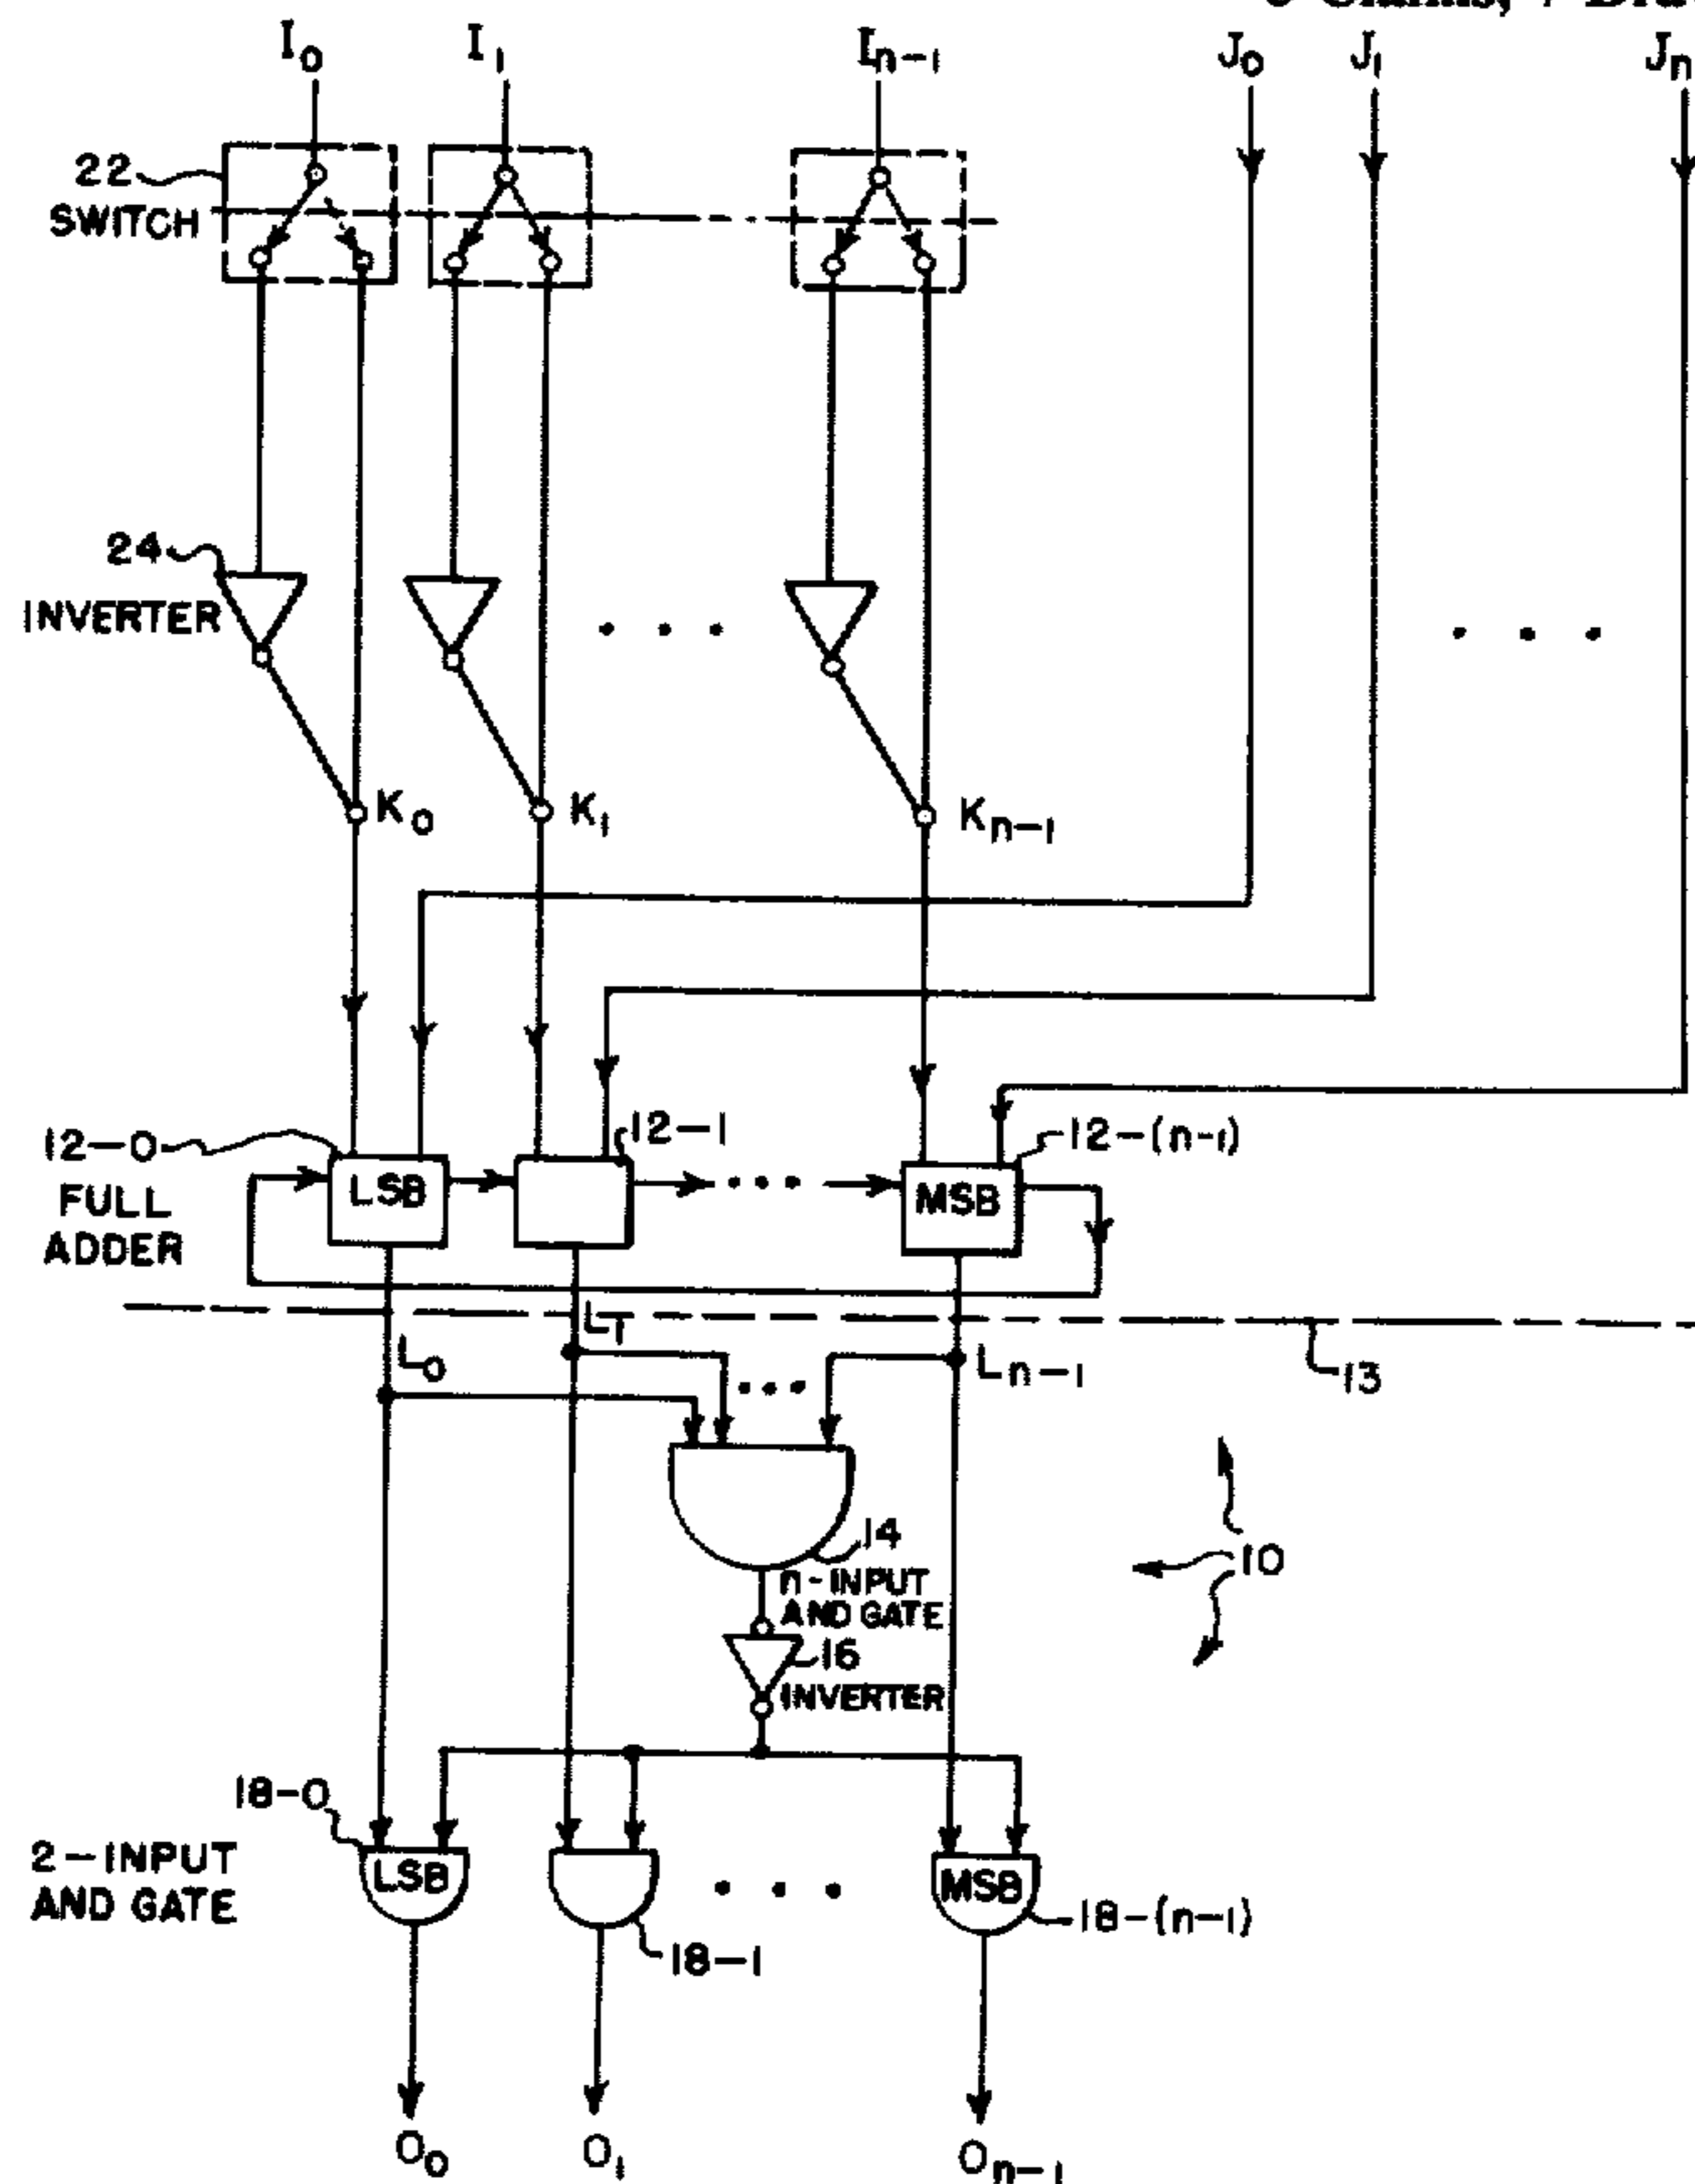 I0 I1 In-1 J0 J1 Jn
22
SWITCH
24
INVERTER
K0 K1 Kn-1
12-0 12-1 12-(n-1)
FULL
ADDER
LSB MSB
L0 L1 Ln-1
13
14
n-INPUT
AND GATE
10
16
INVERTER
18-0
2-INPUT
AND GATE
LSB MSB
18-1 18-(n-1)
O0 O1 On-1